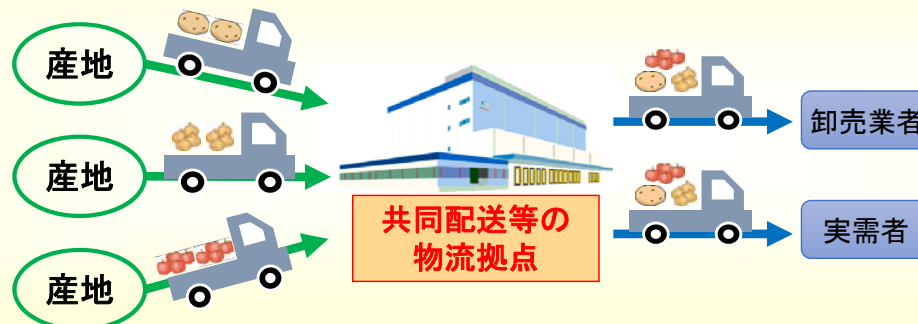 産地
産地
産地
共同配送等の
物流拠点
卸売業者
実需者